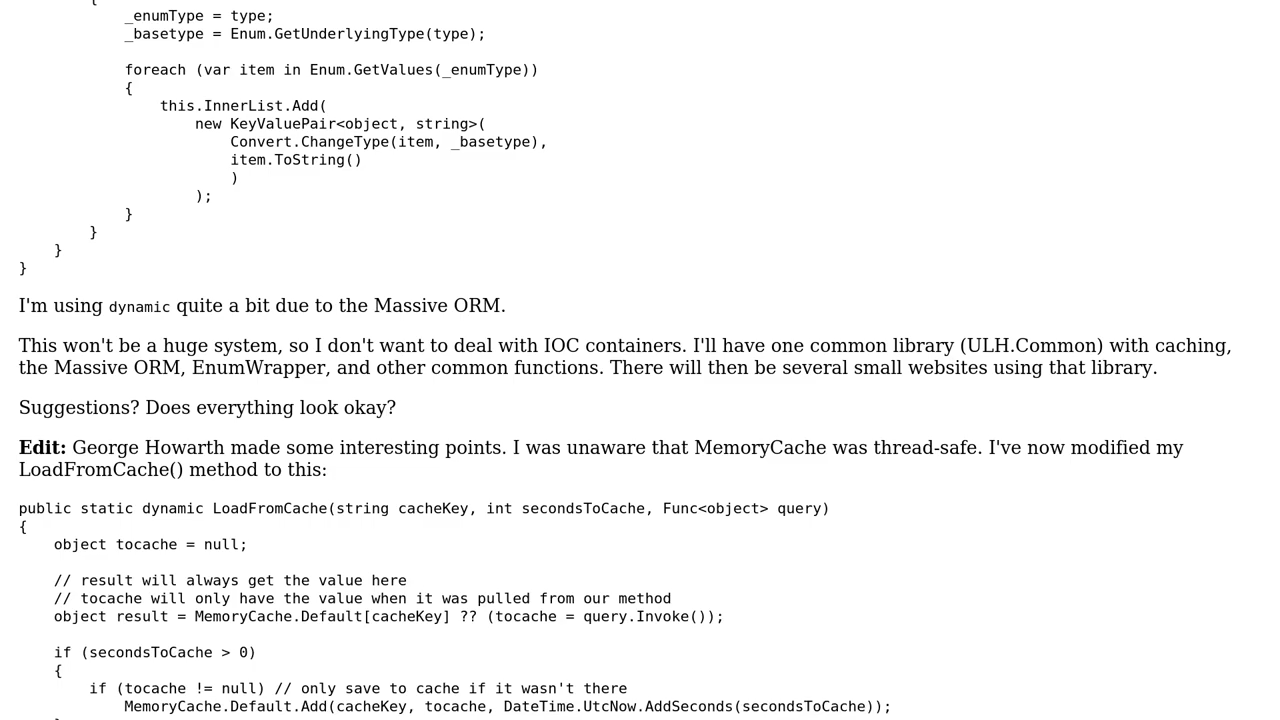 {
_enumType = type;
_basetype = Enum.GetUnderlyingType(type);
foreach (var item in Enum.GetValues(_enumType))
{
this.InnerList.Add(
new KeyValuePair<object, string>(
Convert.ChangeType(item, _basetype),
item.ToString()
)
);
}
}
}
}
I'm using dynamic quite a bit due to the Massive ORM.
This won't be a huge system, so I don't want to deal with IOC containers. I'll have one common library (ULH.Common) with caching,
the Massive ORM, EnumWrapper, and other common functions. There will then be several small websites using that library.
Suggestions? Does everything look okay?
Edit: George Howarth made some interesting points. I was unaware that MemoryCache was thread-safe. I've now modified my
LoadFromCache() method to this:
public static dynamic LoadFromCache(string cacheKey, int secondsToCache, Func<object> query)
{
object tocache = null;
// result will always get the value here
// tocache will only have the value when it was pulled from our method
object result = MemoryCache.Default[cacheKey] ?? (tocache = query.Invoke());
if (secondsToCache > 0)
{
if (tocache != null) // only save to cache if it wasn't there
MemoryCache.Default.Add(cacheKey, tocache, DateTime.UtcNow.AddSeconds(secondsToCache));